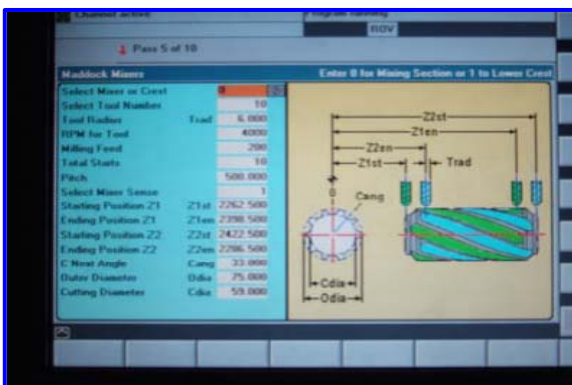 Channel active
Program running
ROV
Pass 5 of 10
Maddock Mixers
Enter 0 for Mixing Section or 1 to Lower Crest
Select Mixer or Crest 0
Select Tool Number 10
Tool Radius Trad 6.000
RPM for Tool 4000
Milling Feed 200
Total Starts 10
Pitch 500.000
Select Mixer Sense 1
Starting Position Z1 Z1st 2262.500
Ending Position Z1 Z1en 2398.500
Starting Position Z2 Z2st 2422.500
Ending Position Z2 Z2en 2286.500
C Next Angle Cang 33.000
Outer Diameter Odia 75.000
Cutting Diameter Cdia 59.000
Z2st
Z1en
Z2en
Z1st
Trad
0
Cang
Cdia
Odia